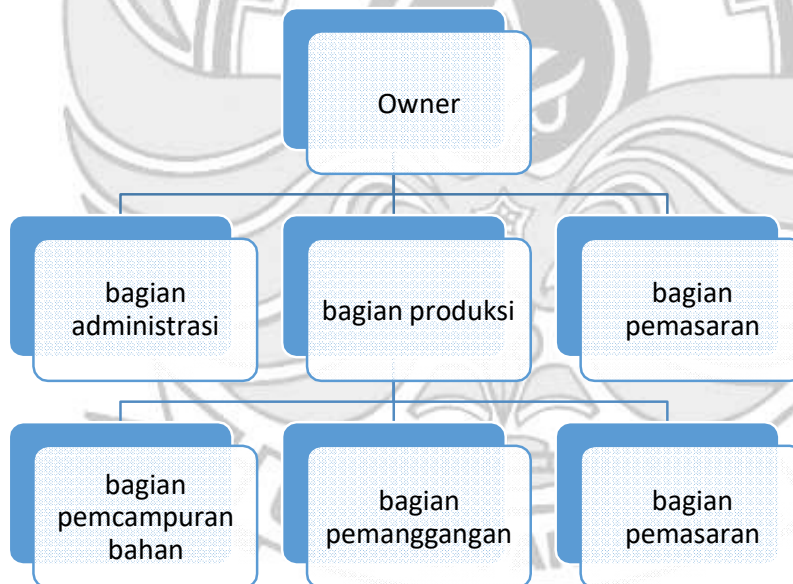 Owner
bagian
administrasi
bagian produksi
bagian
pemasaran
bagian
pemcampuran
bahan
bagian
pemanggangan
bagian
pemasaran